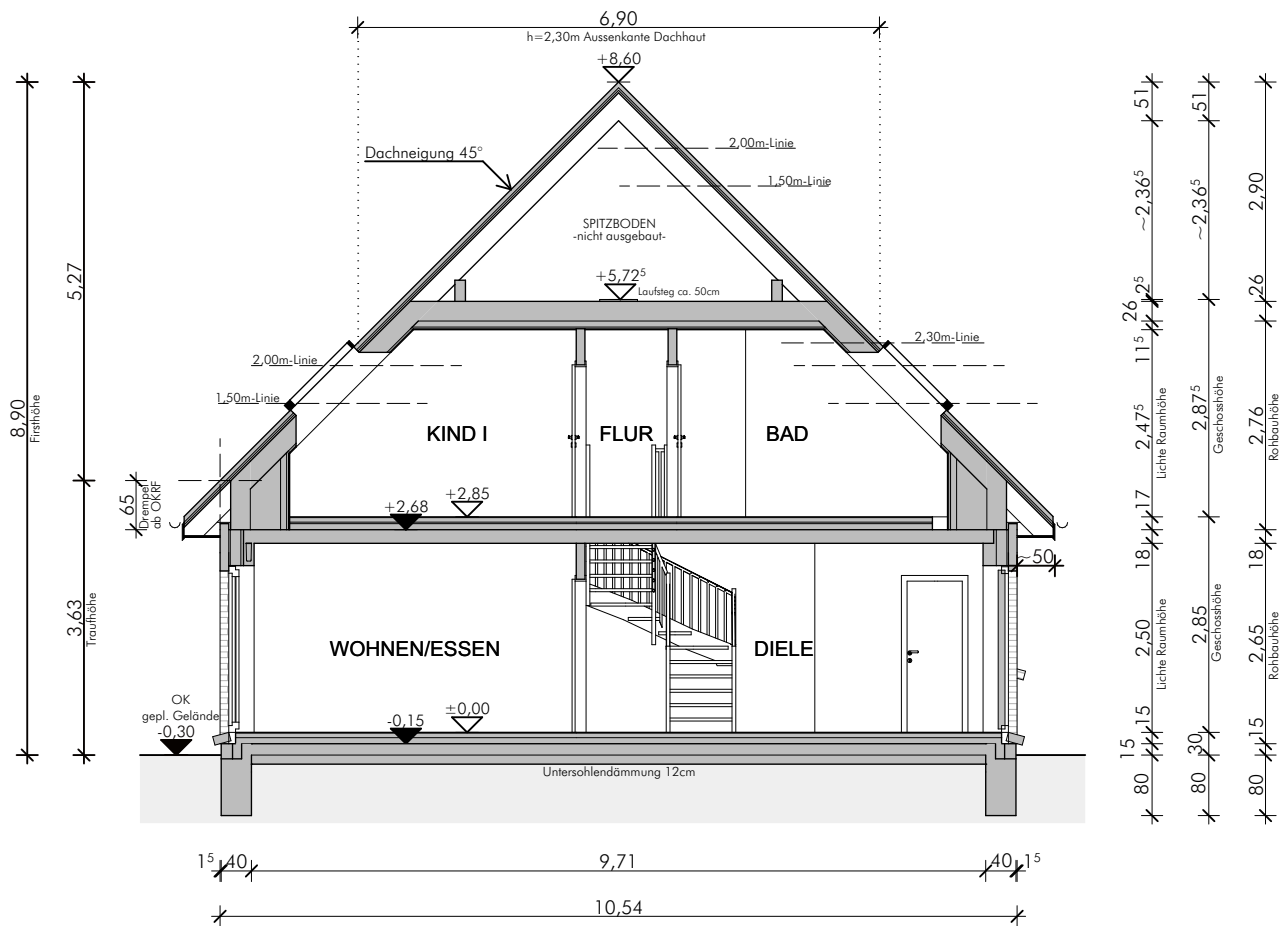 6,90
h=2,30m Aussenkante Dachhaut
+8,60
Dachneigung 45°
2,00m-Linie
1,50m-Linie
SPITZBODEN
-nicht ausgebaut-
+5,72⁵
Laufsteg ca. 50cm
2,00m-Linie
2,30m-Linie
1,50m-Linie
KIND I
FLUR
BAD
+2,85
+2,68
~50
WOHNEN/ESSEN
DIELE
OK
gepl. Gelände
-0,30
-0,15
±0,00
Untersohlendämmung 12cm
1⁵
40
9,71
40
1⁵
10,54
8,90
Firsthöhe
5,27
3,63
Traufhöhe
65
Drempel
ab OKRF
51
~2,36⁵
2⁵
26
11⁵
2,47⁵
Lichte Raumhöhe
17
18
2,50
Lichte Raumhöhe
15
15
80
51
~2,36⁵
2,87⁵
Geschosshöhe
2,85
Geschosshöhe
30
80
2,90
26
2,76
Rohbauhöhe
18
2,65
Rohbauhöhe
15
80